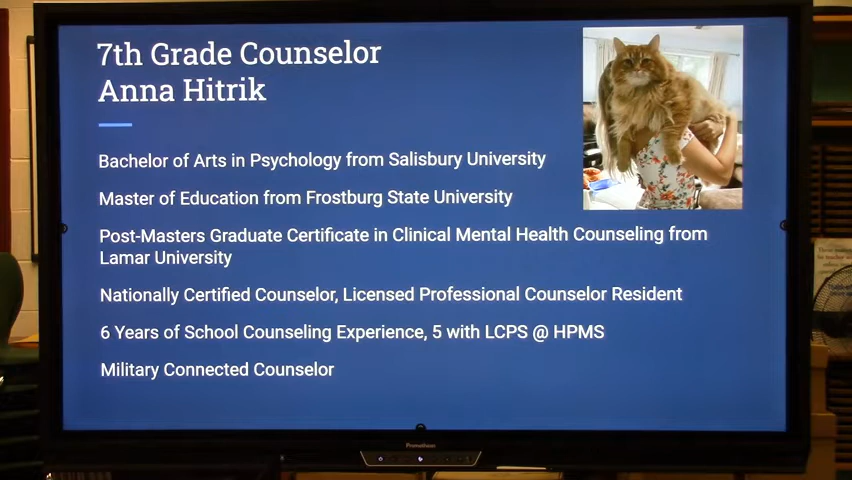 7th Grade Counselor
Anna Hitrik
Bachelor of Arts in Psychology from Salisbury University
Master of Education from Frostburg State University
Post-Masters Graduate Certificate in Clinical Mental Health Counseling from
Lamar University
Nationally Certified Counselor, Licensed Professional Counselor Resident
6 Years of School Counseling Experience, 5 with LCPS @ HPMS
Military Connected Counselor
Promethean